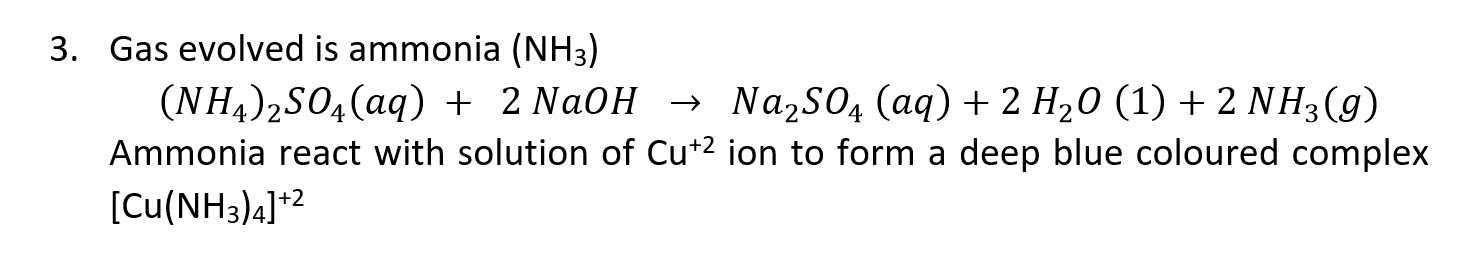 3. Gas evolved is ammonia (NH₃)
(NH₄)₂SO₄(aq) + 2 NaOH → Na₂SO₄ (aq) + 2 H₂O (1) + 2 NH₃(g)
Ammonia react with solution of Cu⁺² ion to form a deep blue coloured complex
[Cu(NH₃)₄]⁺²